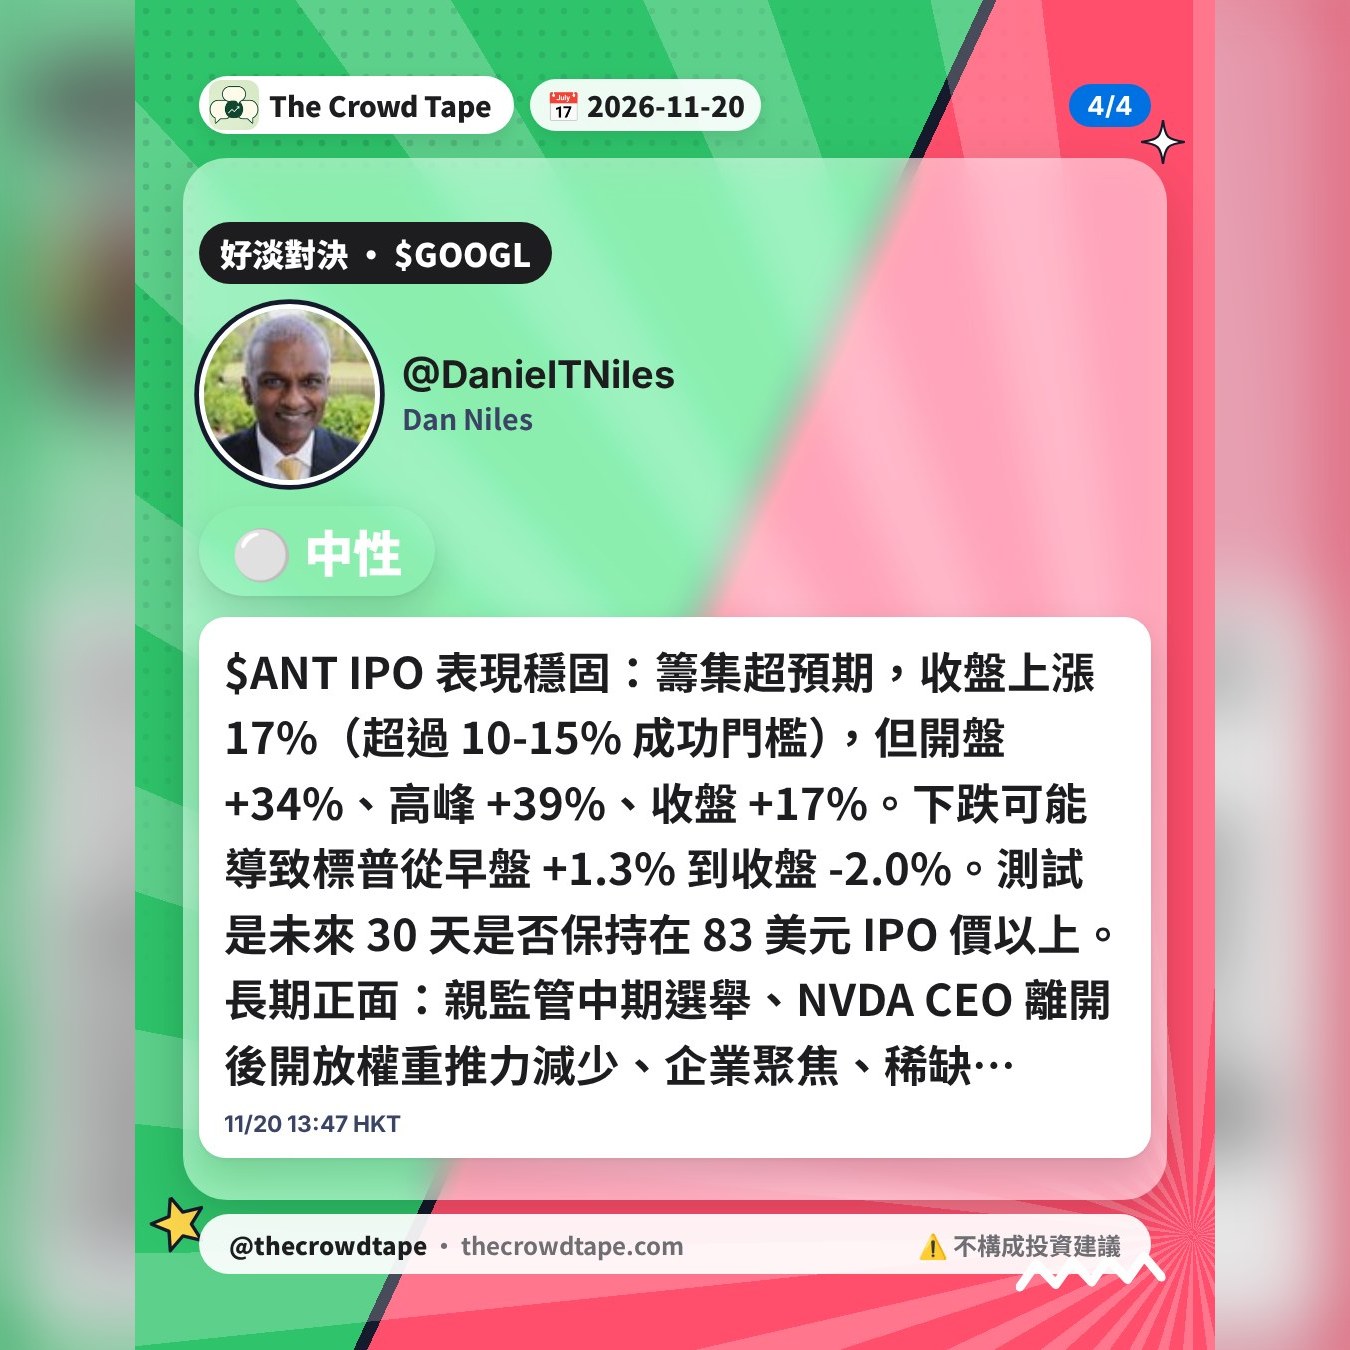 The Crowd Tape
July 17 2026-11-20
4/4
好淡對決 • $GOOGL
@DanielTNiles
Dan Niles
中性
$ANT IPO 表現穩固：籌集超預期，收盤上漲
17%（超過 10-15% 成功門檻），但開盤
+34%、高峰 +39%、收盤 +17%。下跌可能
導致標普從早盤 +1.3% 到收盤 -2.0%。測試
是未來 30 天是否保持在 83 美元 IPO 價以上。
長期正面：親監管中期選舉、NVDA CEO 離開
後開放權重推力減少、企業聚焦、稀缺…
11/20 13:47 HKT
@thecrowdtape • thecrowdtape.com
⚠️ 不構成投資建議